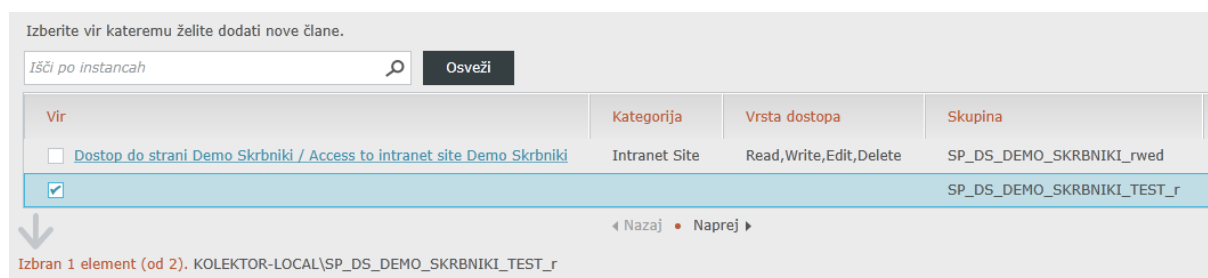 Izberite vir kateremu želite dodati nove člane.
Išči po instancah Osveži
Vir Kategorija Vrsta dostopa Skupina
Dostop do strani Demo Skrbniki / Access to intranet site Demo Skrbniki Intranet Site Read,Write,Edit,Delete SP_DS_DEMO_SKRBNIKI_rwed
SP_DS_DEMO_SKRBNIKI_TEST_r
Nazaj • Naprej
Izbran 1 element (od 2). KOLEKTOR-LOCAL\SP_DS_DEMO_SKRBNIKI_TEST_r